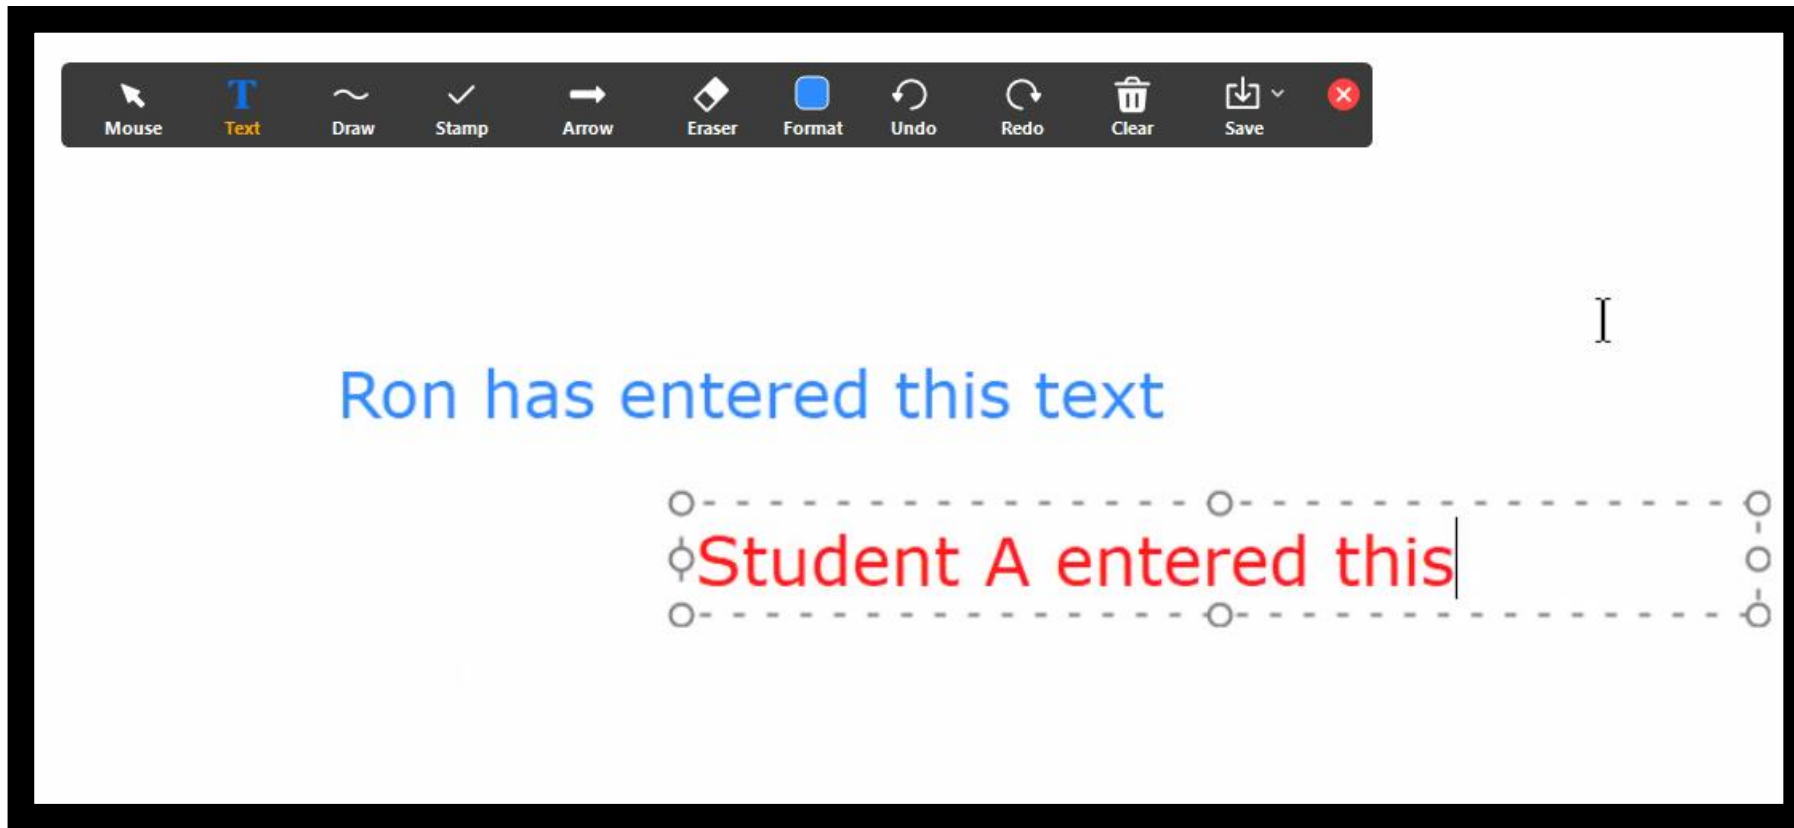 Mouse Text Draw Stamp Arrow Eraser Format Undo Redo Clear Save
Ron has entered this text
Student A entered this